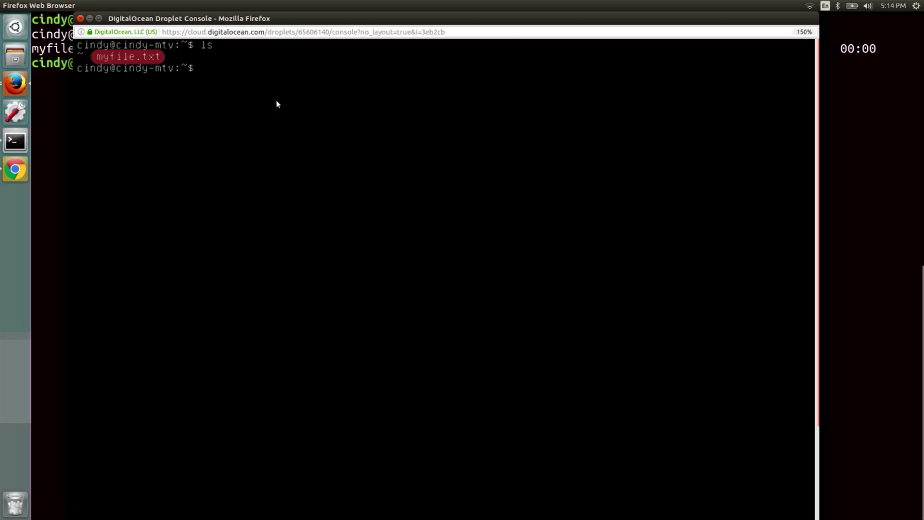 Firefox Web Browser
En
5:14 PM
DigitalOcean Droplet Console - Mozilla Firefox
DigitalOcean, LLC (US)
https://cloud.digitalocean.com/droplets/65606140/console?no_layout=true&i=3eb2cb
150%
cindy@
cindy
myfile
cindy@
cindy@cindy-mtv:~$ ls
~ myfile.txt
cindy@cindy-mtv:~$
00:00